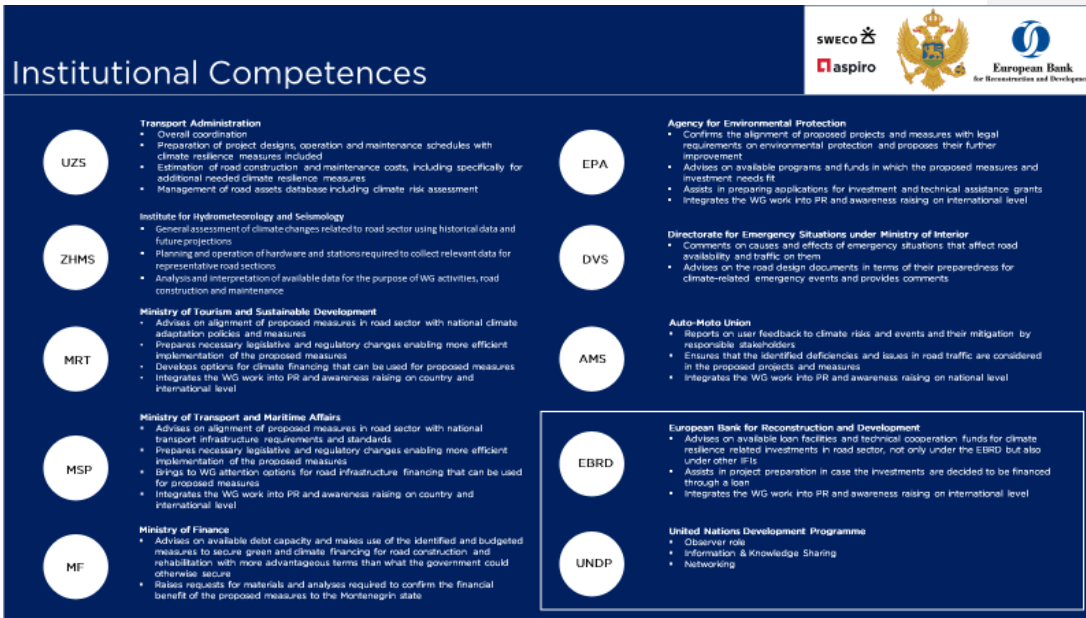 Institutional Competences
sweco
aspiro
European Bank
for Reconstruction and Developme
UZS
Transport Administration
Overall coordination
Preparation of project designs, operation and maintenance schedules with
climate resilience measures included
Estimation of road construction and maintenance costs, including specifically for
additional needed climate resilience measures
Management of road assets database including climate risk assessment
ZHMS
Institute for Hydrometeorology and Seismology
General assessment of climate changes related to road sector using historical data and
future projections
Planning and operation of hardware and stations required to collect relevant data for
representative road sections
Analysis and interpretation of available data for the purpose of WG activities, road
construction and maintenance
MRT
Ministry of Tourism and Sustainable Development
Advises on alignment of proposed measures in road sector with national climate
adaptation policies and measures
Prepares necessary legislative and regulatory changes enabling more efficient
implementation of the proposed measures
Develops options for climate financing that can be used for proposed measures
Integrates the WG work into PR and awareness raising on country and
international level
MSP
Ministry of Transport and Maritime Affairs
Advises on alignment of proposed measures in road sector with national
transport infrastructure requirements and standards
Prepares necessary legislative and regulatory changes enabling more efficient
implementation of the proposed measures
Brings to WG attention options for road infrastructure financing that can be used
for proposed measures
Integrates the WG work into PR and awareness raising on country and
international level
MF
Ministry of Finance
Advises on available debt capacity and makes use of the identified and budgeted
measures to secure green and climate financing for road construction and
rehabilitation with more advantageous terms than what the government could
otherwise secure
Raises requests for materials and analyses required to confirm the financial
benefit of the proposed measures to the Montenegrin state
EPA
Agency for Environmental Protection
Confirms the alignment of proposed projects and measures with legal
requirements on environmental protection and proposes their further
improvement
Advises on available programs and funds in which the proposed measures and
investment needs fit
Assists in preparing applications for investment and technical assistance grants
Integrates the WG work into PR and awareness raising on international level
DVS
Directorate for Emergency Situations under Ministry of Interior
Comments on causes and effects of emergency situations that affect road
availability and traffic on them
Advises on the road design documents in terms of their preparedness for
climate-related emergency events and provides comments
AMS
Auto-Moto Union
Reports on user feedback to climate risks and events and their mitigation by
responsible stakeholders
Ensures that the identified deficiencies and issues in road traffic are considered
in the proposed projects and measures
Integrates the WG work into PR and awareness raising on national level
EBRD
European Bank for Reconstruction and Development
Advises on available loan facilities and technical cooperation funds for climate
resilience related investments in road sector, not only under the EBRD but also
under other IFIs
Assists in project preparation in case the investments are decided to be financed
through a loan
Integrates the WG work into PR and awareness raising on international level
UNDP
United Nations Development Programme
Observer role
Information & Knowledge Sharing
Networking